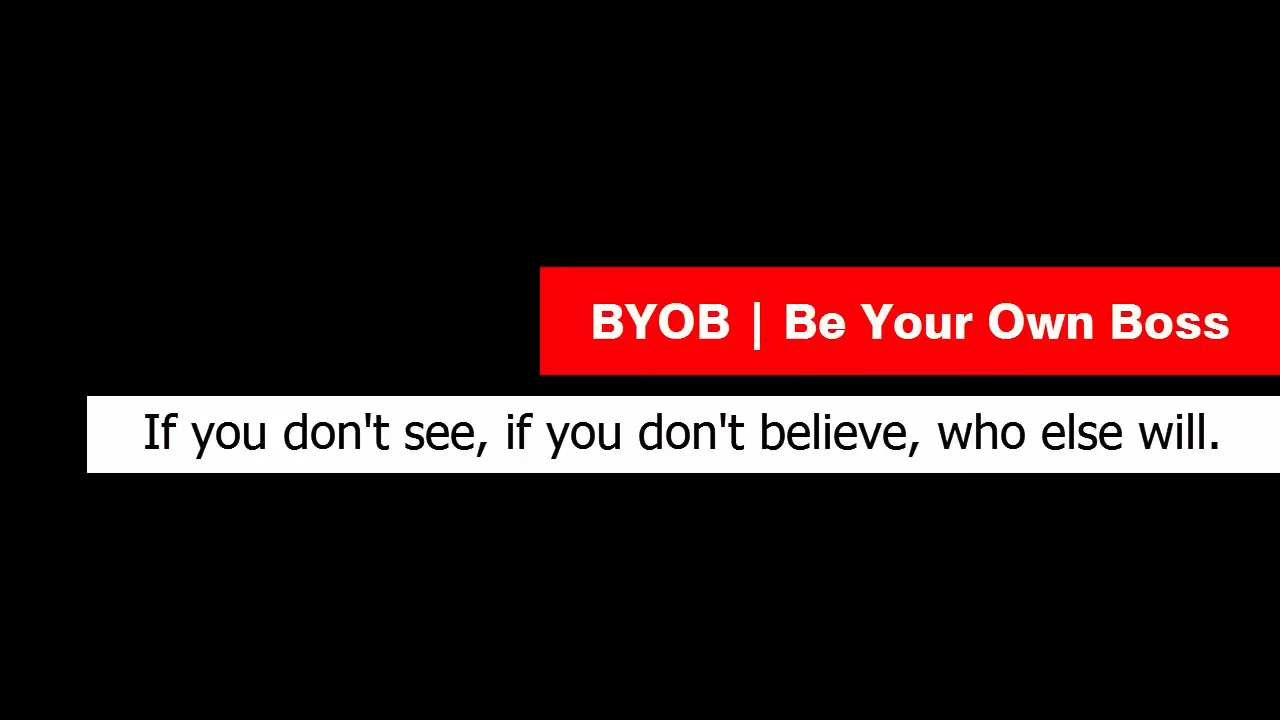 BYOB | Be Your Own Boss
If you don't see, if you don't believe, who else will.